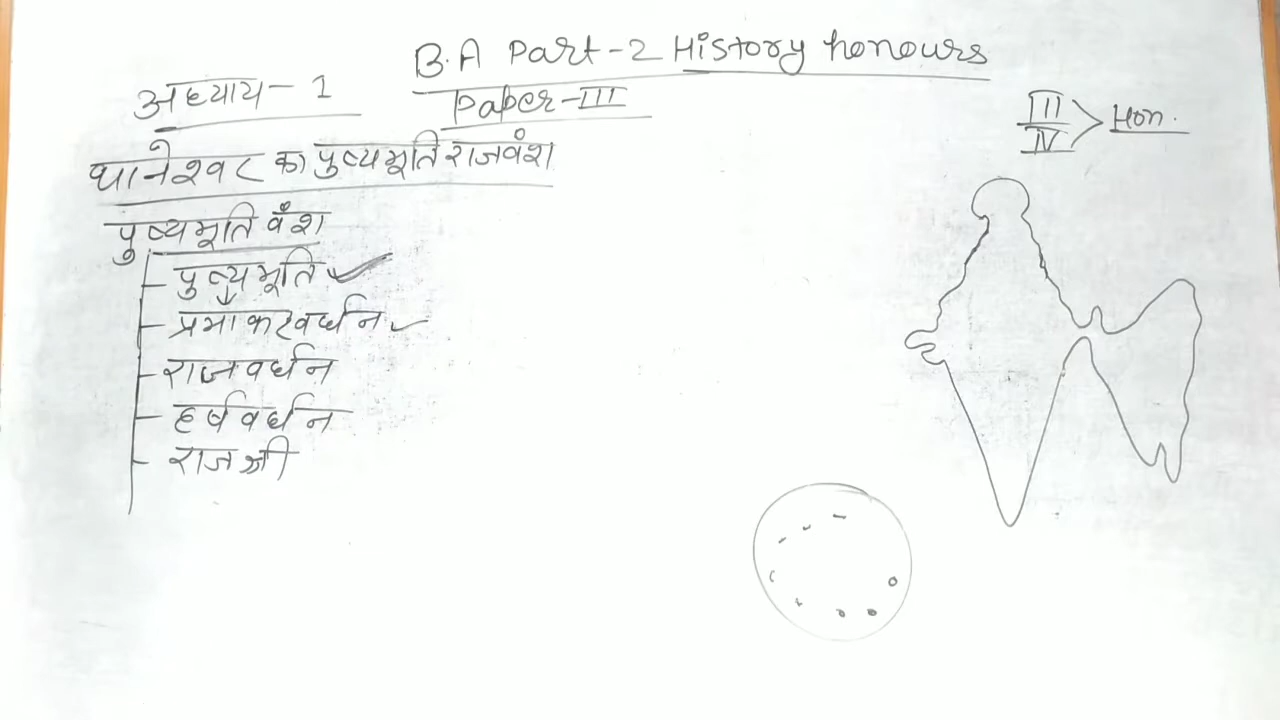 B.A Part-2 History honours
अध्याय- 1
Paper-III
III
IV
Hon.
थानेश्वर का पुष्यभूति राजवंश
पुष्यभूति वंश
पुष्यभूति
प्रभाकरवर्धन
राजवर्धन
हर्षवर्धन
राजश्री